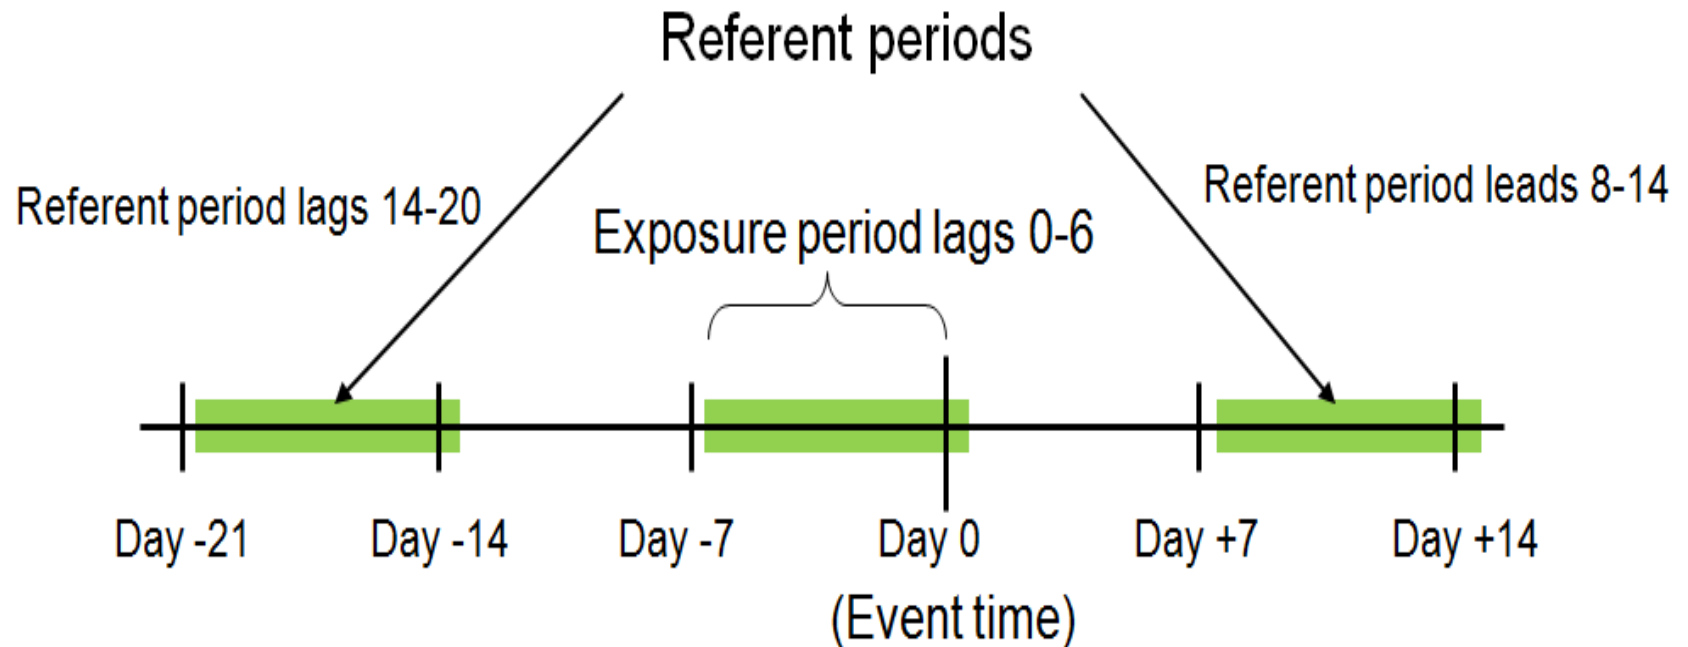 Referent periods
Referent period lags 14-20
Referent period leads 8-14
Exposure period lags 0-6
Day -21
Day -14
Day -7
Day 0
Day +7
Day +14
(Event time)